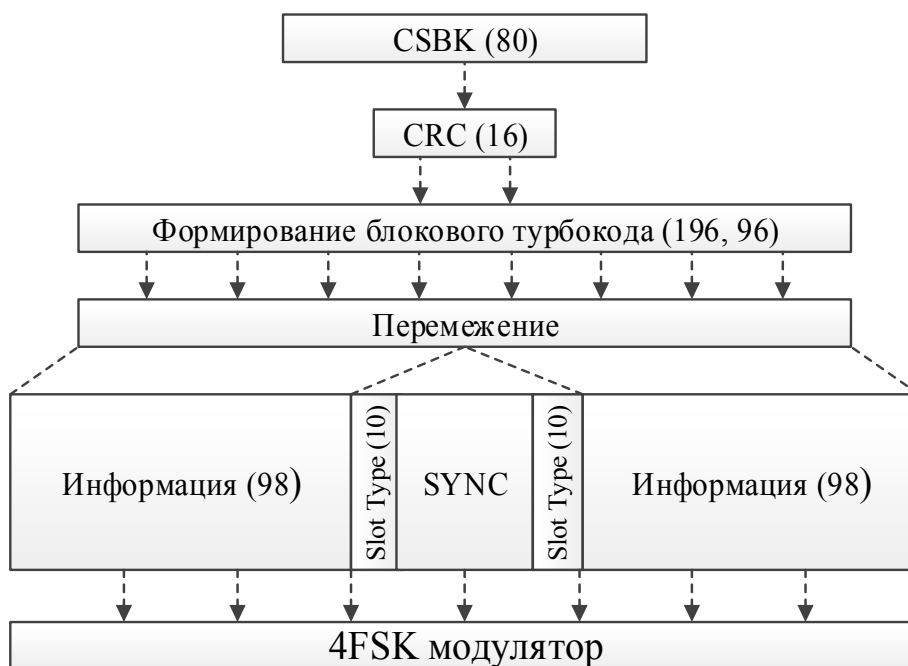 CSBK (80)
CRC (16)
Формирование блокового турбокода (196, 96)
Перемежение
Информация (98)
Slot Type (10)
SYNC
Slot Type (10)
Информация (98)
4FSK модулятор